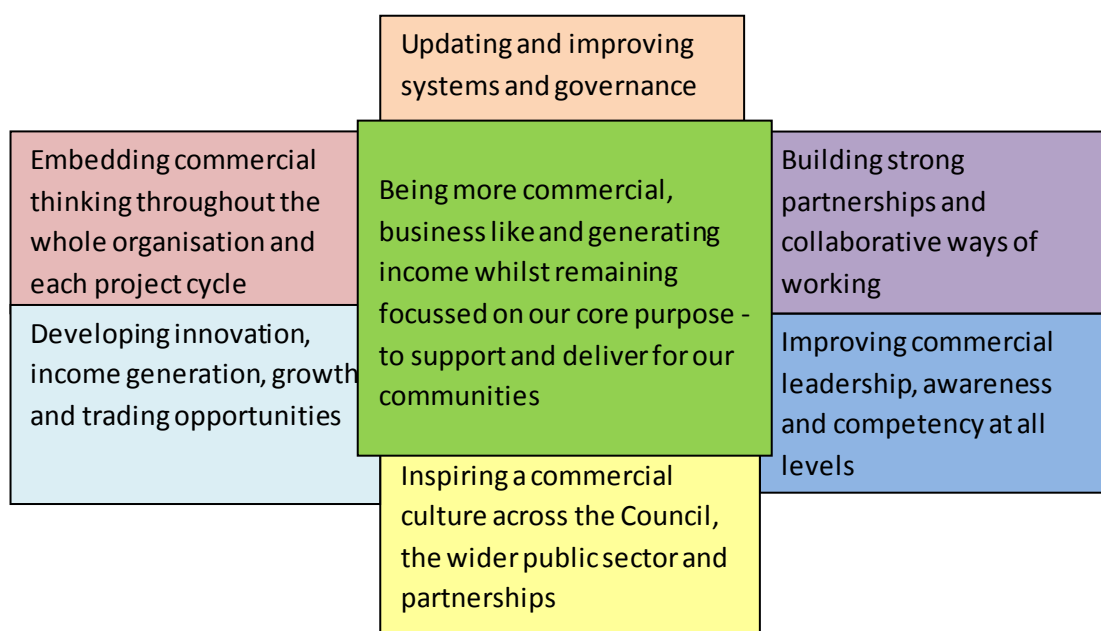 Updating and improving
systems and governance
Embedding commercial
thinking throughout the
whole organisation and
each project cycle
Being more commercial,
business like and generating
income whilst remaining
focussed on our core purpose -
to support and deliver for our
communities
Building strong
partnerships and
collaborative ways of
working
Developing innovation,
income generation, growth
and trading opportunities
Improving commercial
leadership, awareness
and competency at all
levels
Inspiring a commercial
culture across the Council,
the wider public sector and
partnerships